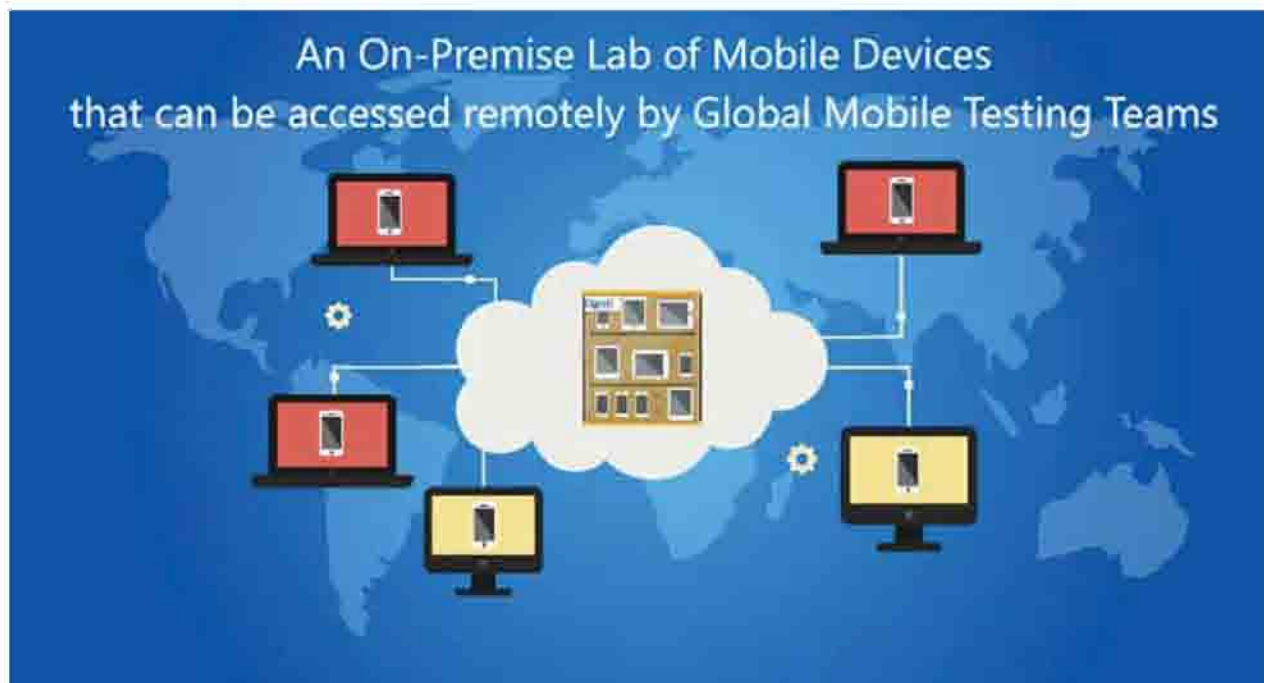 An On-Premise Lab of Mobile Devices
that can be accessed remotely by Global Mobile Testing Teams